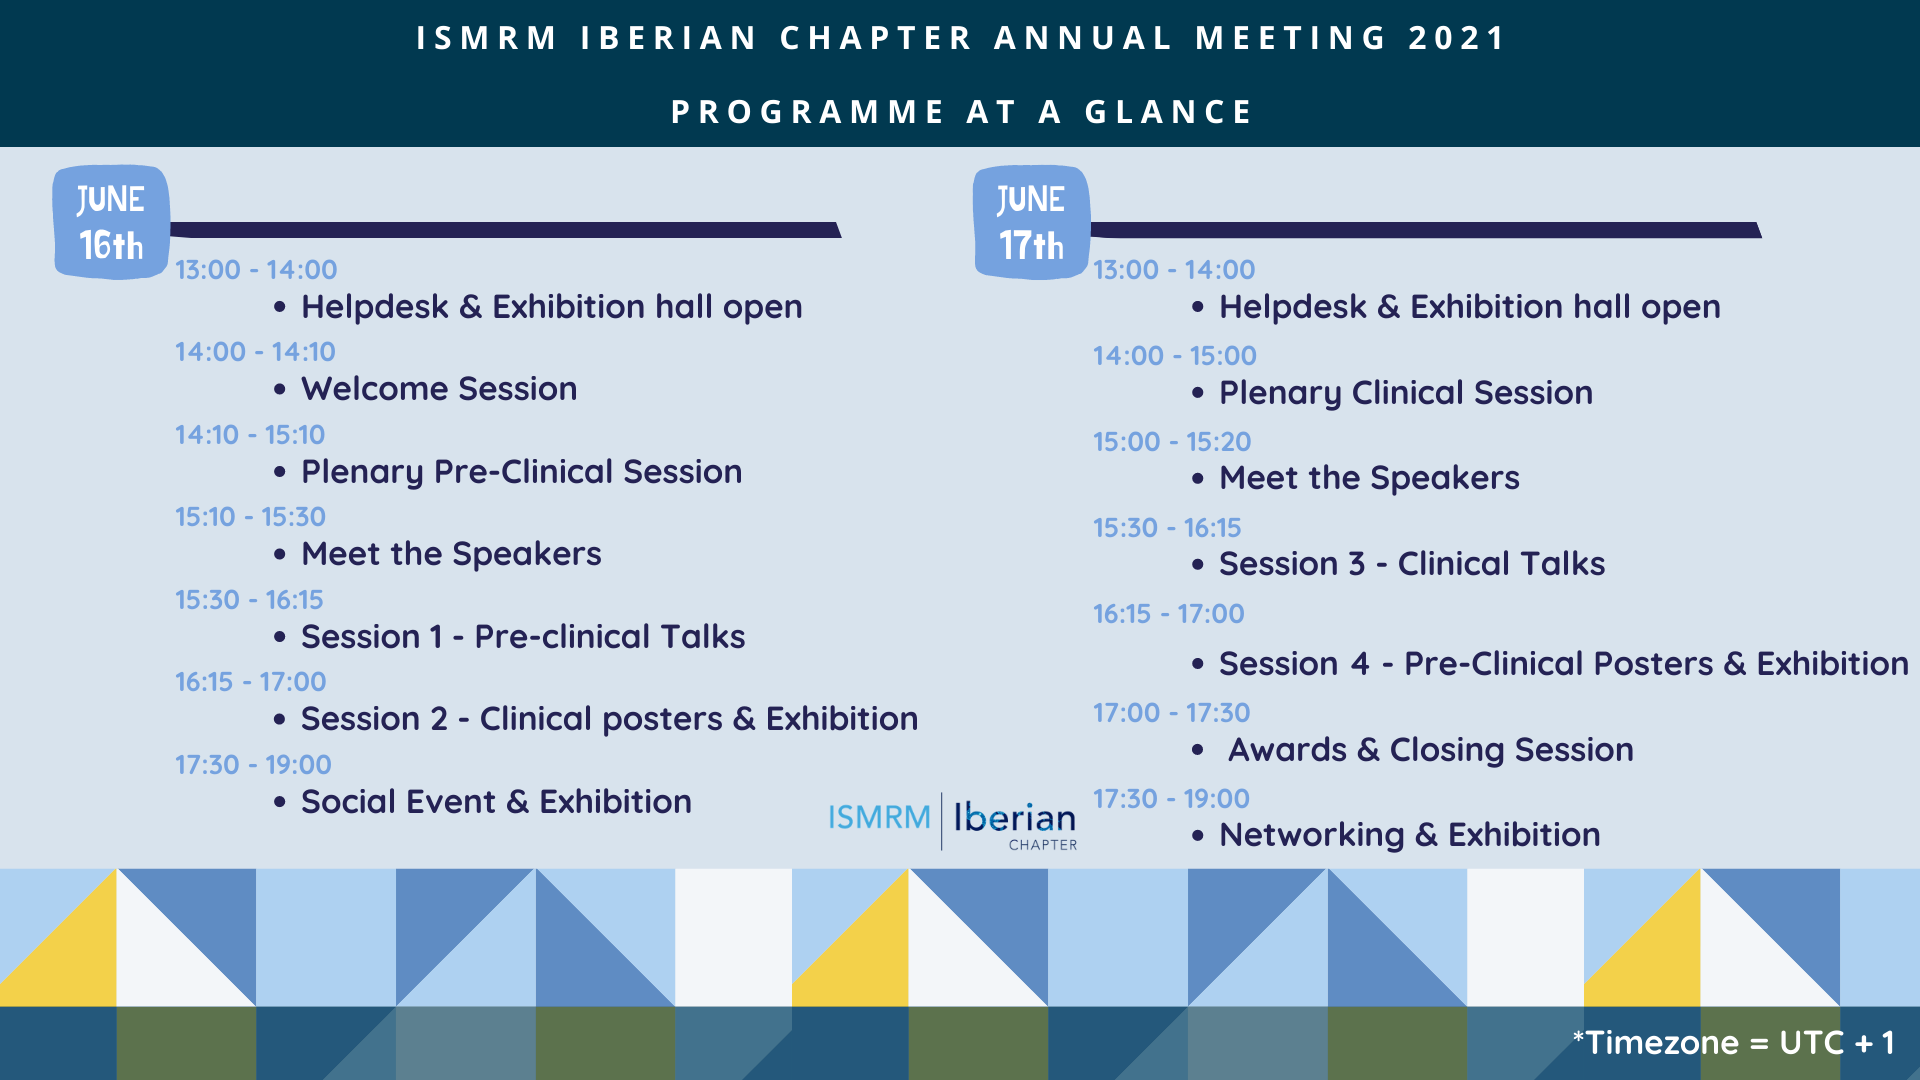 ISMRM IBERIAN CHAPTER ANNUAL MEETING 2021
PROGRAMME AT A GLANCE
JUNE
16th
13:00 - 14:00
• Helpdesk & Exhibition hall open
14:00 - 14:10
• Welcome Session
14:10 - 15:10
• Plenary Pre-Clinical Session
15:10 - 15:30
• Meet the Speakers
15:30 - 16:15
• Session 1 - Pre-clinical Talks
16:15 - 17:00
• Session 2 - Clinical posters & Exhibition
17:30 - 19:00
• Social Event & Exhibition
JUNE
17th
13:00 - 14:00
• Helpdesk & Exhibition hall open
14:00 - 15:00
• Plenary Clinical Session
15:00 - 15:20
• Meet the Speakers
15:30 - 16:15
• Session 3 - Clinical Talks
16:15 - 17:00
• Session 4 - Pre-Clinical Posters & Exhibition
17:00 - 17:30
• Awards & Closing Session
17:30 - 19:00
• Networking & Exhibition
ISMRM Iberian
CHAPTER
*Timezone = UTC + 1